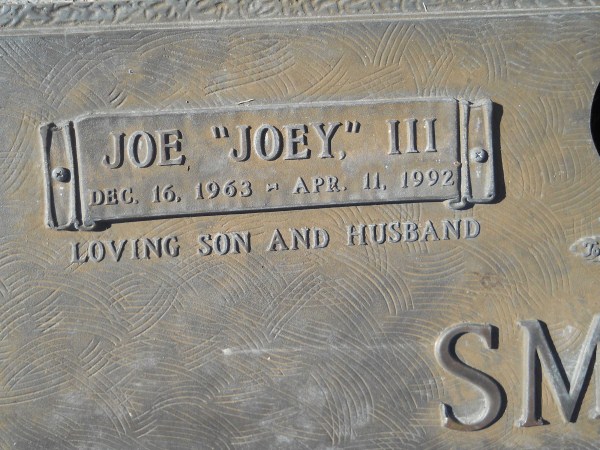 JOE, "JOEY," III
DEC. 16, 1963 - APR. 11, 1992
LOVING SON AND HUSBAND
SM